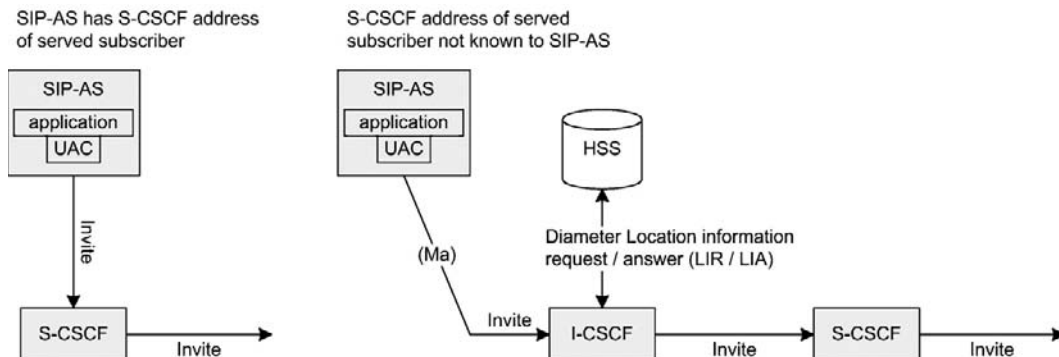 SIP-AS has S-CSCF address
of served subscriber
SIP-AS
application
UAC
Invite
S-CSCF
Invite
S-CSCF address of served
subscriber not known to SIP-AS
SIP-AS
application
UAC
HSS
(Ma)
Diameter Location information
request / answer (LIR / LIA)
Invite
I-CSCF
Invite
S-CSCF
Invite